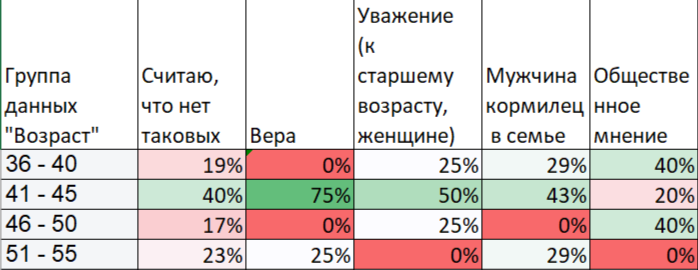 Группа данных "Возраст"	Считаю, что нет таковых	Вера	Уважение (к старшему возрасту, женщине)	Мужчина кормилец в семье	Обществе нное мнение
36 - 40	19%	0%	25%	29%	40%
41 - 45	40%	75%	50%	43%	20%
46 - 50	17%	0%	25%	0%	40%
51 - 55	23%	25%	0%	29%	0%